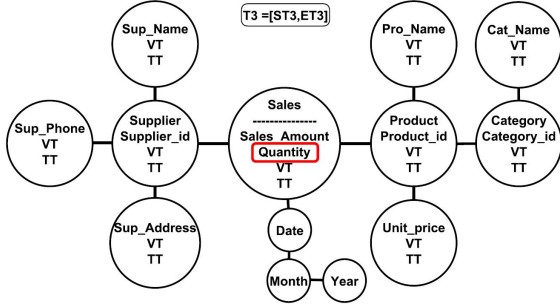 T3 =[ST3,ET3]
Sup_Name
VT
TT
Pro_Name
VT
TT
Cat_Name
VT
TT
Sup_Phone
VT
TT
Supplier
Supplier_id
VT
TT
Sales
---------------
Sales_Amount
Quantity
VT
TT
Product
Product_id
VT
TT
Category
Category_id
VT
TT
Sup_Address
VT
TT
Date
Unit_price
VT
TT
Month
Year